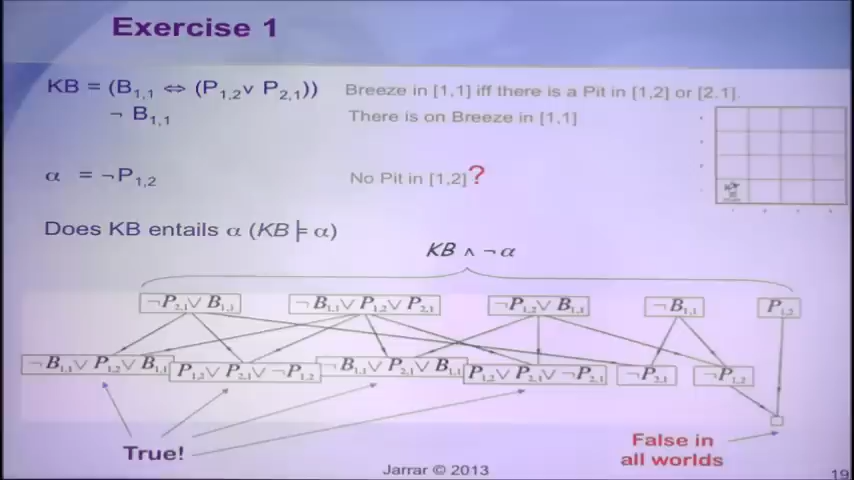 Exercise 1
KB = (B1,1 ⇔ (P1,2 ∨ P2,1)) Breeze in [1,1] iff there is a Pit in [1,2] or [2,1].
¬ B1,1 There is on Breeze in [1,1]
α = ¬P1,2 No Pit in [1,2]?
Does KB entails α (KB ⊨ α)
KB ∧ ¬α
¬P2,1 ∨ B1,1 ¬B1,1 ∨ P1,2 ∨ P2,1 ¬P1,2 ∨ B1,1 ¬B1,1 P1,2
¬B1,1 ∨ P1,2 ∨ B1,1 P1,2 ∨ P2,1 ∨ ¬P1,2 ¬B1,1 ∨ P2,1 ∨ B1,1 P1,2 ∨ P2,1 ∨ ¬P2,1 ¬P2,1 ¬P1,2
True!
False in
all worlds
Jarrar © 2013
19